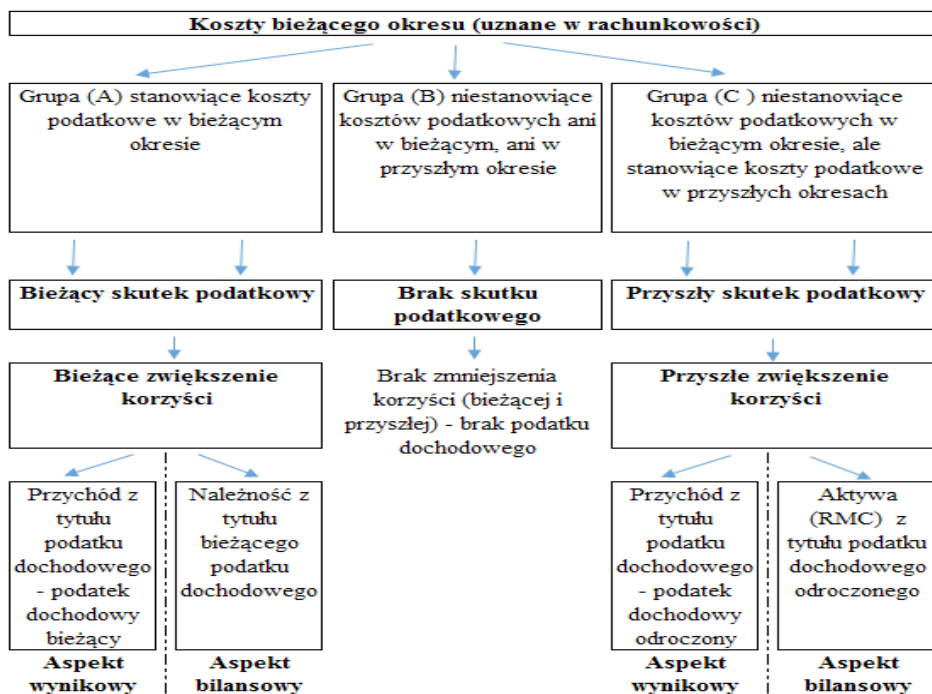 Koszty bieżącego okresu (uznane w rachunkowości)
Grupa (A) stanowiące koszty
podatkowe w bieżącym
okresie
Grupa (B) niestanowiące
kosztów podatkowych ani
w bieżącym, ani w
przyszłym okresie
Grupa (C ) niestanowiące
kosztów podatkowych w
bieżącym okresie, ale
stanowiące koszty podatkowe
w przyszłych okresach
Bieżący skutek podatkowy
Brak skutku
podatkowego
Przyszły skutek podatkowy
Bieżące zwiększenie
korzyści
Brak zmniejszenia
korzyści (bieżącej i
przyszłej) - brak podatku
dochodowego
Przyszłe zwiększenie
korzyści
Przychód z
tytułu
podatku
dochodowego
- podatek
dochodowy
bieżący
Należność z
tytułu
bieżącego
podatku
dochodowego
Przychód z
tytułu
podatku
dochodowego
- podatek
dochodowy
odroczony
Aktywa
(RMC) z
tytułu podatku
dochodowego
odroczonego
Aspekt
wynikowy
Aspekt
bilansowy
Aspekt
wynikowy
Aspekt
bilansowy